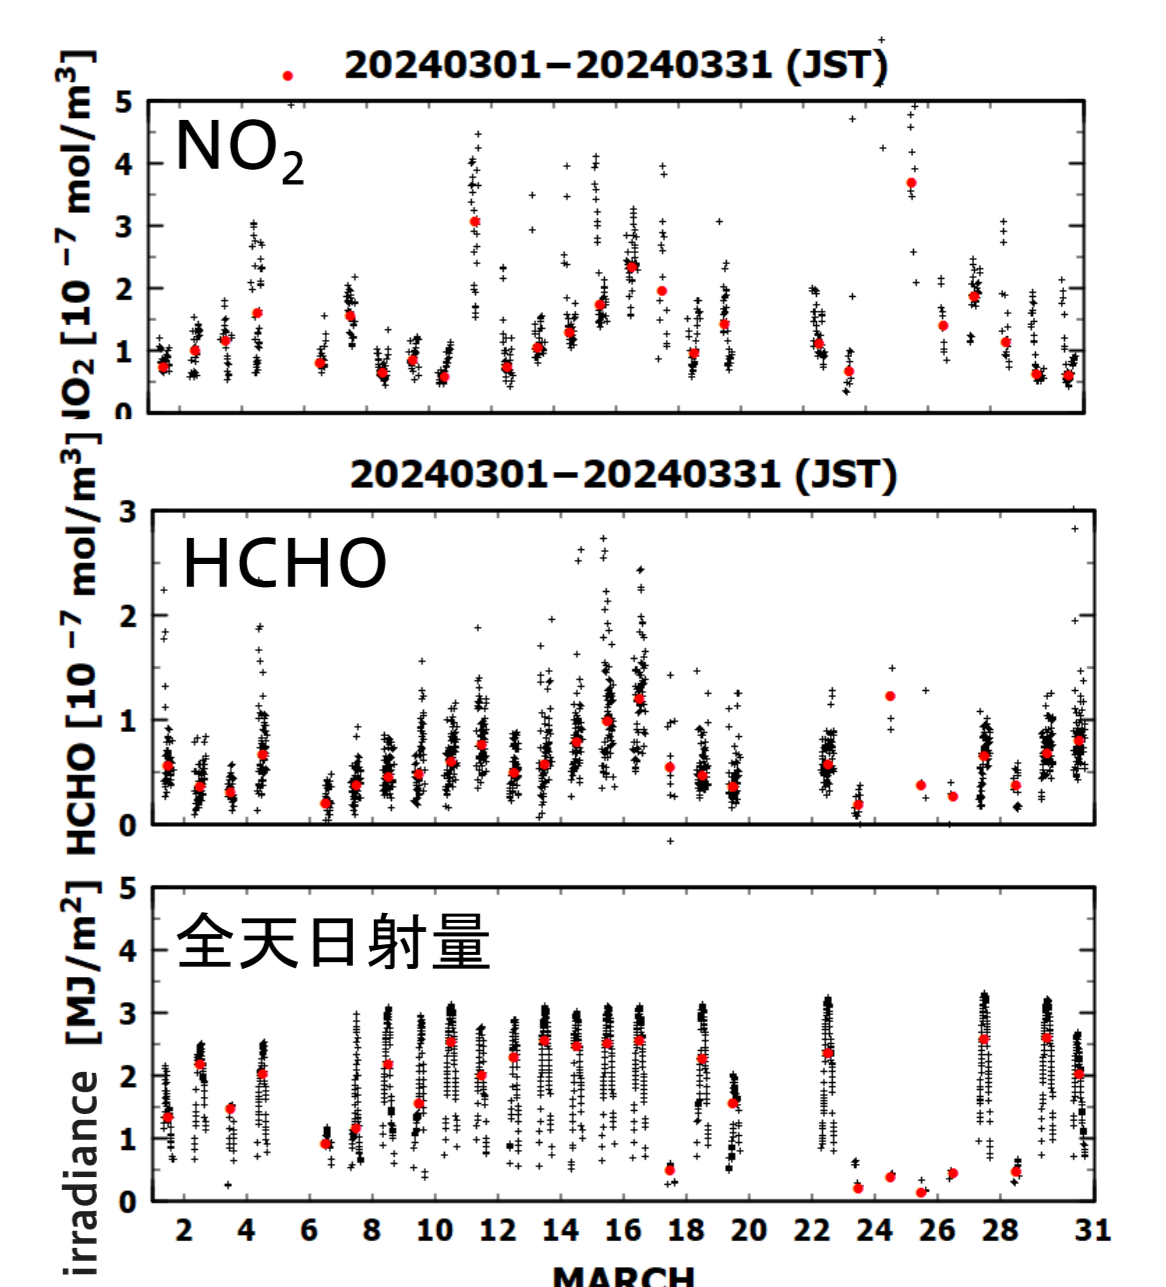 20240301−20240331 (JST)
NO2 [10 −7 mol/m3]
5
4
3
2
1
0
NO2
20240301−20240331 (JST)
HCHO [10 −7 mol/m3]
3
2
1
0
HCHO
irradiance [MJ/m2]
5
4
3
2
1
0
全天日射量
2 4 6 8 10 12 14 16 18 20 22 24 26 28 31
MARCH